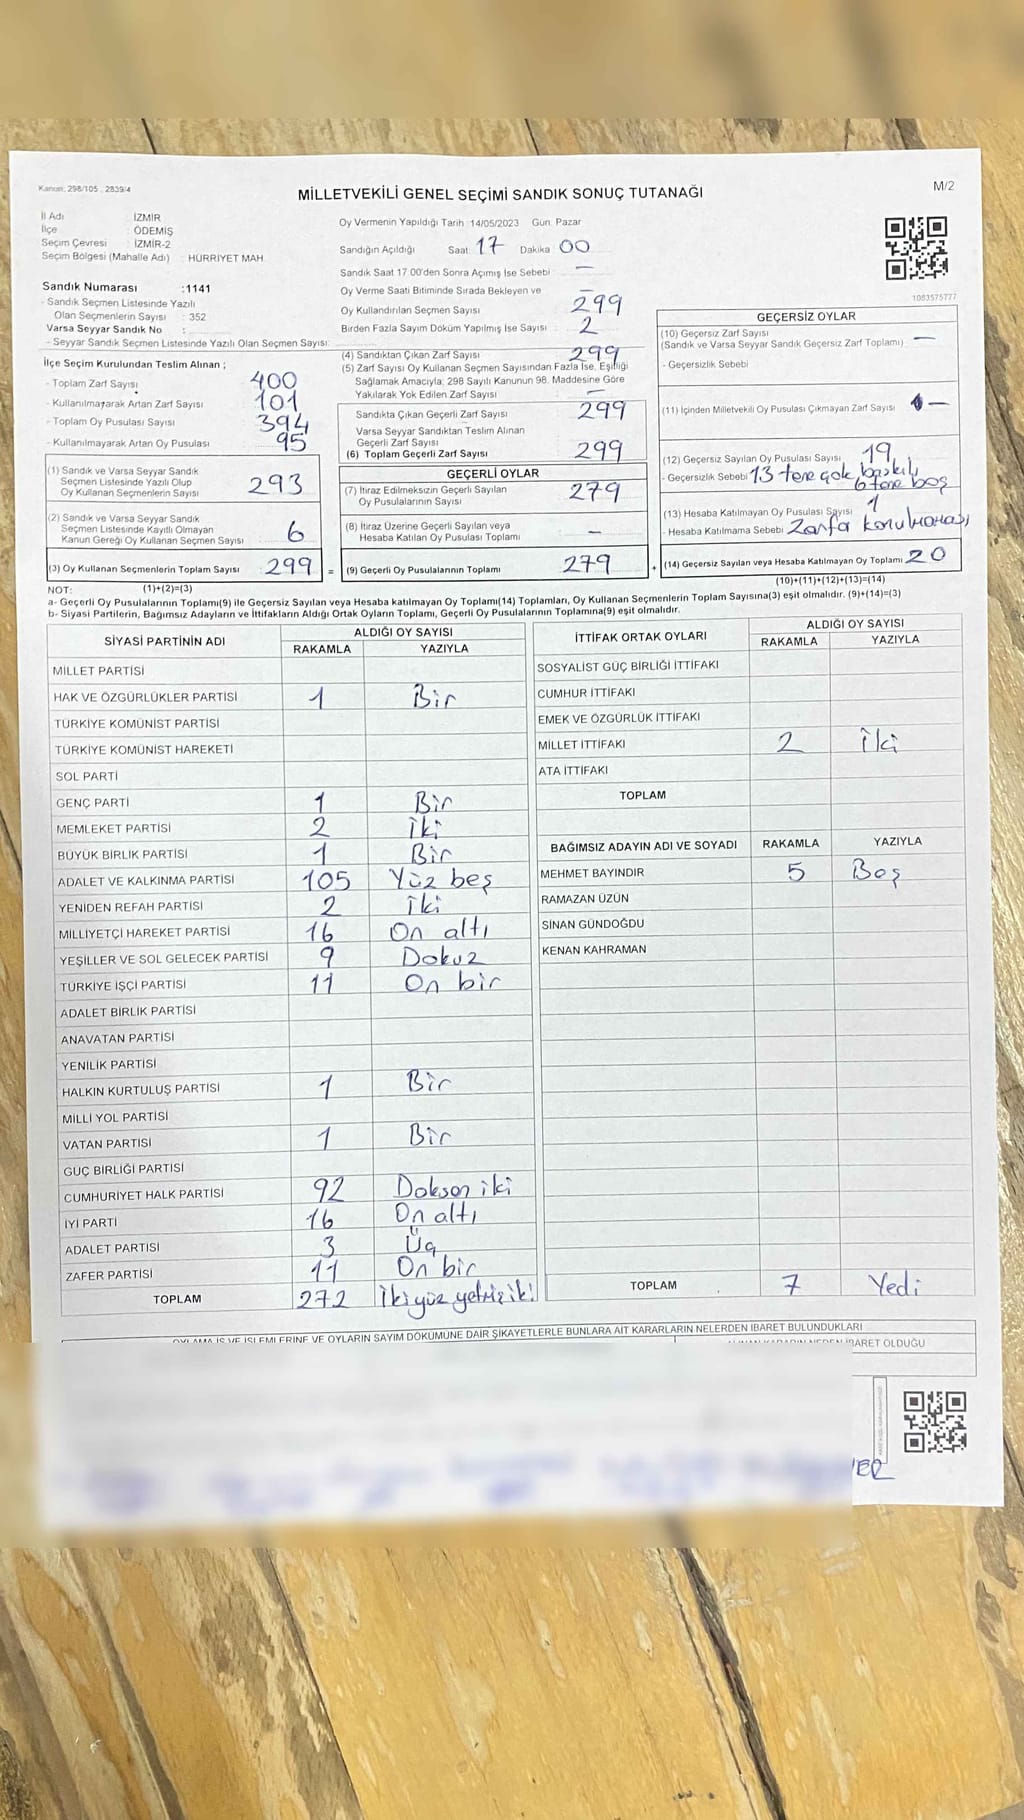 Kanun: 298/105 , 2839/4
MİLLETVEKİLİ GENEL SEÇİMİ SANDIK SONUÇ TUTANAĞI
M/2
İl Adı İZMİR
İlçe : ÖDEMİŞ
Seçim Çevresi : İZMİR-2
Seçim Bölgesi (Mahalle Adı) : HÜRRİYET MAH.
Oy Vermenin Yapıldığı Tarih :14/05/2023 Gün: Pazar
Sandığın Açıldığı Saat 17 Dakika 00
Sandık Saat 17.00'den Sonra Açımış İse Sebebi —
Sandık Numarası :1141
- Sandık Seçmen Listesinde Yazılı
Olan Seçmenlerin Sayısı : 352
Varsa Seyyar Sandık No :
- Seyyar Sandık Seçmen Listesinde Yazılı Olan Seçmen Sayısı:
Oy Verme Saati Bitiminde Sırada Bekleyen ve —
Oy Kullandırılan Seçmen Sayısı 299
Birden Fazla Sayım Döküm Yapılmış İse Sayısı 2
1083575777
İlçe Seçim Kurulundan Teslim Alınan ;
- Toplam Zarf Sayısı 400
- Kullanılmayarak Artan Zarf Sayısı 101
- Toplam Oy Pusulası Sayısı 394
- Kullanılmayarak Artan Oy Pusulası 95
(4) Sandıktan Çıkan Zarf Sayısı 299
(5) Zarf Sayısı Oy Kullanan Seçmen Sayısından Fazla İse, Eşitliği
Sağlamak Amacıyla; 298 Sayılı Kanunun 98. Maddesine Göre
Yakılarak Yok Edilen Zarf Sayısı —
Sandıkta Çıkan Geçerli Zarf Sayısı 299
Varsa Seyyar Sandıktan Teslim Alınan
Geçerli Zarf Sayısı
(6) Toplam Geçerli Zarf Sayısı 299
GEÇERSİZ OYLAR
(10) Geçersiz Zarf Sayısı
(Sandık ve Varsa Seyyar Sandık Geçersiz Zarf Toplamı) —
- Geçersizlik Sebebi
(11) İçinden Milletvekili Oy Pusulası Çıkmayan Zarf Sayısı —
(12) Geçersiz Sayılan Oy Pusulası Sayısı 19
- Geçersizlik Sebebi 13 tane çok baskılı,
6 tane boş
(13) Hesaba Katılmayan Oy Pusulası Sayısı 1
- Hesaba Katılmama Sebebi Zarfa konulmaması
(14) Geçersiz Sayılan veya Hesaba Katılmayan Oy Toplamı 20
(10)+(11)+(12)+(13)=(14)
(1) Sandık ve Varsa Seyyar Sandık
Seçmen Listesinde Yazılı Olup
Oy Kullanan Seçmenlerin Sayısı 293
(2) Sandık ve Varsa Seyyar Sandık
Seçmen Listesinde Kayıtlı Olmayan
Kanun Gereği Oy Kullanan Seçmen Sayısı 6
(3) Oy Kullanan Seçmenlerin Toplam Sayısı 299 =
GEÇERLİ OYLAR
(7) İtiraz Edilmeksizin Geçerli Sayılan
Oy Pusulalarının Sayısı 279
(8) İtiraz Üzerine Geçerli Sayılan veya
Hesaba Katılan Oy Pusulası Toplamı —
(9) Geçerli Oy Pusulalarının Toplamı 279 +
NOT: (1)+(2)=(3)
a- Geçerli Oy Pusulaları Toplamı(9) ile Geçersiz Sayılan veya Hesaba katılmayan Oy Toplamı(14) Toplamları, Oy Kullanan Seçmenlerin Toplam Sayısına(3) eşit olmalıdır. (9)+(14)=(3)
b- Siyasi Partilerin, Bağımsız Adayların ve İttifakların Aldığı Ortak Oyların Toplamı, Geçerli Oy Pusulalarının Toplamına(9) eşit olmalıdır.
SİYASİ PARTİNİN ADI ALDIĞI OY SAYISI
RAKAMLA YAZIYLA
MİLLET PARTİSİ
HAK VE ÖZGÜRLÜKLER PARTİSİ 1 Bir
TÜRKİYE KOMÜNİST PARTİSİ
TÜRKİYE KOMÜNİST HAREKETİ
SOL PARTİ
GENÇ PARTİ 1 Bir
MEMLEKET PARTİSİ 2 İki
BÜYÜK BİRLİK PARTİSİ 1 Bir
ADALET VE KALKINMA PARTİSİ 105 Yüz beş
YENİDEN REFAH PARTİSİ 2 İki
MİLLİYETÇİ HAREKET PARTİSİ 16 On altı
YEŞİLLER VE SOL GELECEK PARTİSİ 9 Dokuz
TÜRKİYE İŞÇİ PARTİSİ 11 On bir
ADALET BİRLİK PARTİSİ
ANAVATAN PARTİSİ
YENİLİK PARTİSİ
HALKIN KURTULUŞ PARTİSİ 1 Bir
MİLLİ YOL PARTİSİ
VATAN PARTİSİ 1 Bir
GÜÇ BİRLİĞİ PARTİSİ
CUMHURİYET HALK PARTİSİ 92 Doksan iki
İYİ PARTİ 16 On altı
ADALET PARTİSİ 3 Üç
ZAFER PARTİSİ 11 On bir
TOPLAM 272 İkiyüz yetmiş iki
İTTİFAK ORTAK OYLARI ALDIĞI OY SAYISI
RAKAMLA YAZIYLA
SOSYALİST GÜÇ BİRLİĞİ İTTİFAKI
CUMHUR İTTİFAKI
EMEK VE ÖZGÜRLÜK İTTİFAKI
MİLLET İTTİFAKI 2 İki
ATA İTTİFAKI
TOPLAM
BAĞIMSIZ ADAYIN ADI VE SOYADI RAKAMLA YAZIYLA
MEHMET BAYINDIR 5 Beş
RAMAZAN ÜZÜN
SİNAN GÜNDOĞDU
KENAN KAHRAMAN
TOPLAM 7 Yedi
OYLAMA İŞ VE İŞLEMLERİNE VE OYLARIN SAYIM DÖKÜMÜNE DAİR ŞİKAYETLERLE BUNLARA AİT KARARLARIN NELERDEN İBARET BULUNDUKLARI
İBARET OLDUĞU